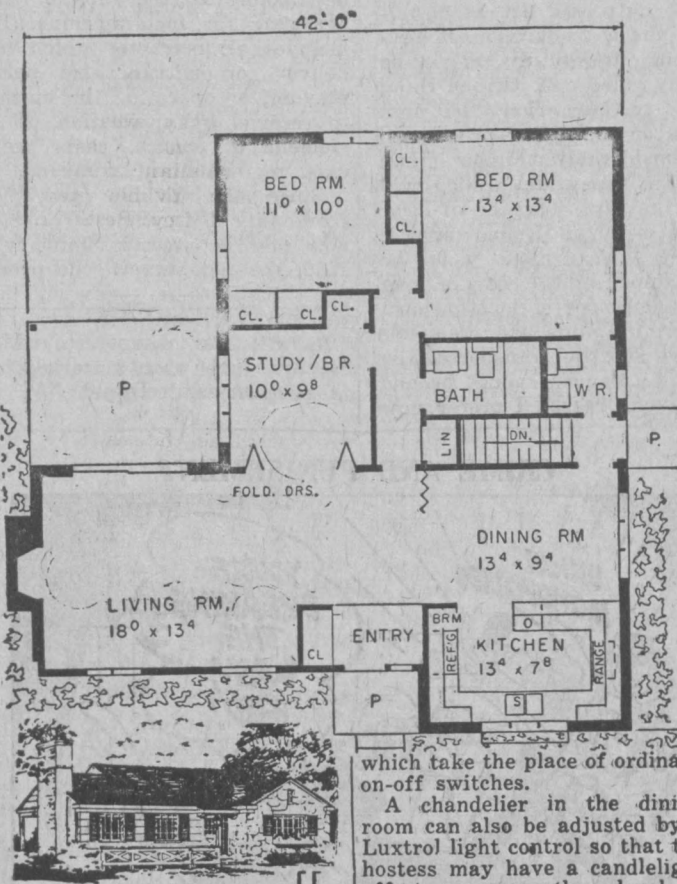 42'-0"
CL.
BED RM
11⁰ x 10⁰
BED RM
13⁴ x 13⁴
CL.
CL.
CL.
CL.
STUDY/BR
10⁰ x 9⁸
P
BATH
W R.
LIN
DN.
P.
FOLD. DRS.
DINING RM
13⁴ x 9⁴
LIVING RM.
18⁰ x 13⁴
CL
ENTRY
BRM
REF'G
O
KITCHEN
13⁴ x 7⁸
RANGE
S
P
which take the place of ordina
on-off switches.
A chandelier in the dini
room can also be adjusted by
Luxtrol light control so that t
hostess may have a candlelig